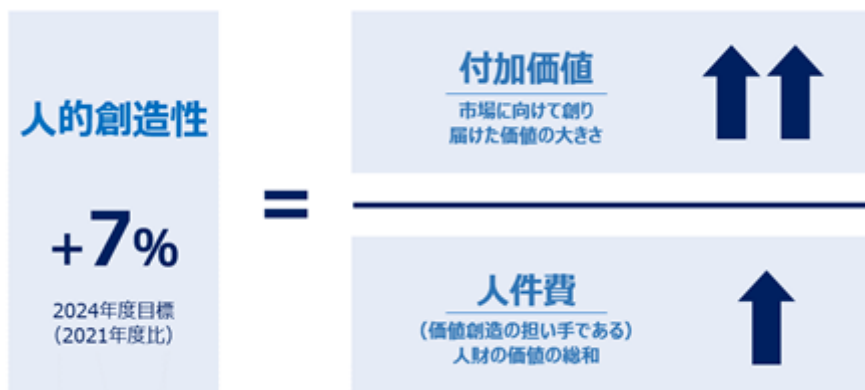 人的創造性
+7%
2024年度目標
(2021年度比)
=
付加価値
市場に向けて創り
届けた価値の大きさ
人件費
(価値創造の担い手である)
人財の価値の総和